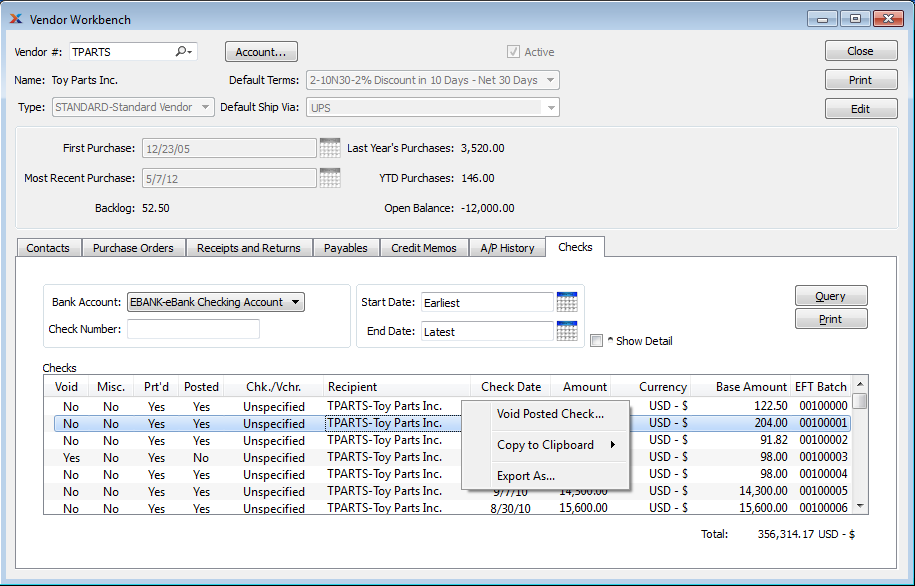 Vendor Workbench
Vendor #: TPARTS Account... Active Close
Name: Toy Parts Inc. Default Terms: 2-10N30-2% Discount in 10 Days - Net 30 Days Print
Type: STANDARD-Standard Vendor Default Ship Via: UPS Edit
First Purchase: 12/23/05 Last Year's Purchases: 3,520.00
Most Recent Purchase: 5/7/12 YTD Purchases: 146.00
Backlog: 52.50 Open Balance: -12,000.00
Contacts Purchase Orders Receipts and Returns Payables Credit Memos A/P History Checks
Bank Account: EBANK-eBank Checking Account Start Date: Earliest Query
Check Number: End Date: Latest Print
^ Show Detail
Checks
Void Misc. Prt'd Posted Chk./Vchr. Recipient Check Date Amount Currency Base Amount EFT Batch
No No Yes Yes Unspecified TPARTS-Toy Parts Inc. USD - $ 122.50 00100000
No No Yes Yes Unspecified TPARTS-Toy Parts Inc. USD - $ 204.00 00100001
No No Yes Yes Unspecified TPARTS-Toy Parts Inc. USD - $ 91.82 00100002
Yes No Yes No Unspecified TPARTS-Toy Parts Inc. USD - $ 98.00 00100003
No No Yes Yes Unspecified TPARTS-Toy Parts Inc. USD - $ 98.00 00100004
No No Yes Yes Unspecified TPARTS-Toy Parts Inc. 9/7/10 14,300.00 USD - $ 14,300.00 00100005
No No Yes Yes Unspecified TPARTS-Toy Parts Inc. 8/30/10 15,600.00 USD - $ 15,600.00 00100006
Void Posted Check...
Copy to Clipboard
Export As...
Total: 356,314.17 USD - $